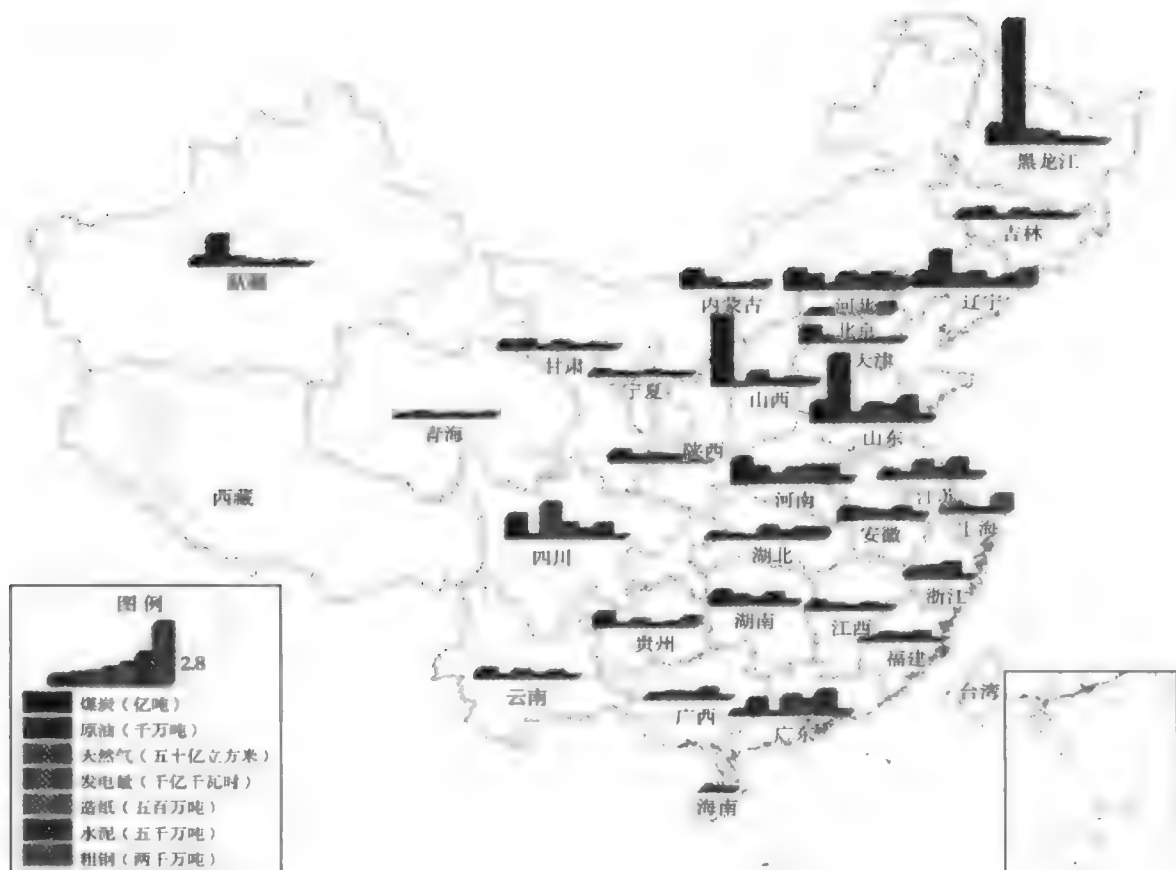 黑龙江
吉林
内蒙古
河北
辽宁
北京
天津
甘肃
宁夏
山西
山东
青海
陕西
河南
江苏
西藏
四川
湖北
安徽
上海
浙江
湖南
江西
贵州
福建
云南
广西
广东
台湾
海南
图例
2.8
煤炭(亿吨)
原油(千万吨)
天然气(五十亿立方米)
发电量(千亿千瓦时)
造纸(五百万吨)
水泥(五千万吨)
粗钢(两千万吨)